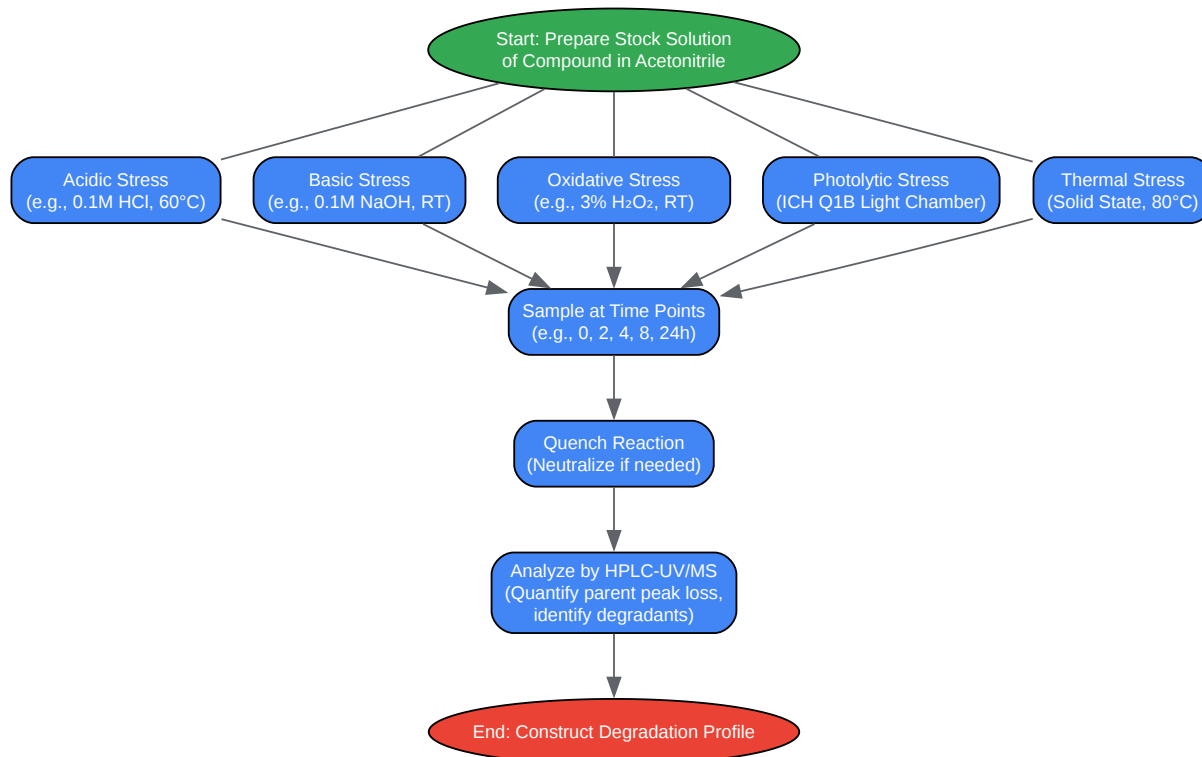 Start: Prepare Stock Solution
of Compound in Acetonitrile
Acidic Stress
(e.g., 0.1M HCl, 60°C)
Basic Stress
(e.g., 0.1M NaOH, RT)
Oxidative Stress
(e.g., 3% H₂O₂, RT)
Photolytic Stress
(ICH Q1B Light Chamber)
Thermal Stress
(Solid State, 80°C)
Sample at Time Points
(e.g., 0, 2, 4, 8, 24h)
Quench Reaction
(Neutralize if needed)
Analyze by HPLC-UV/MS
(Quantify parent peak loss,
identify degradants)
End: Construct Degradation Profile